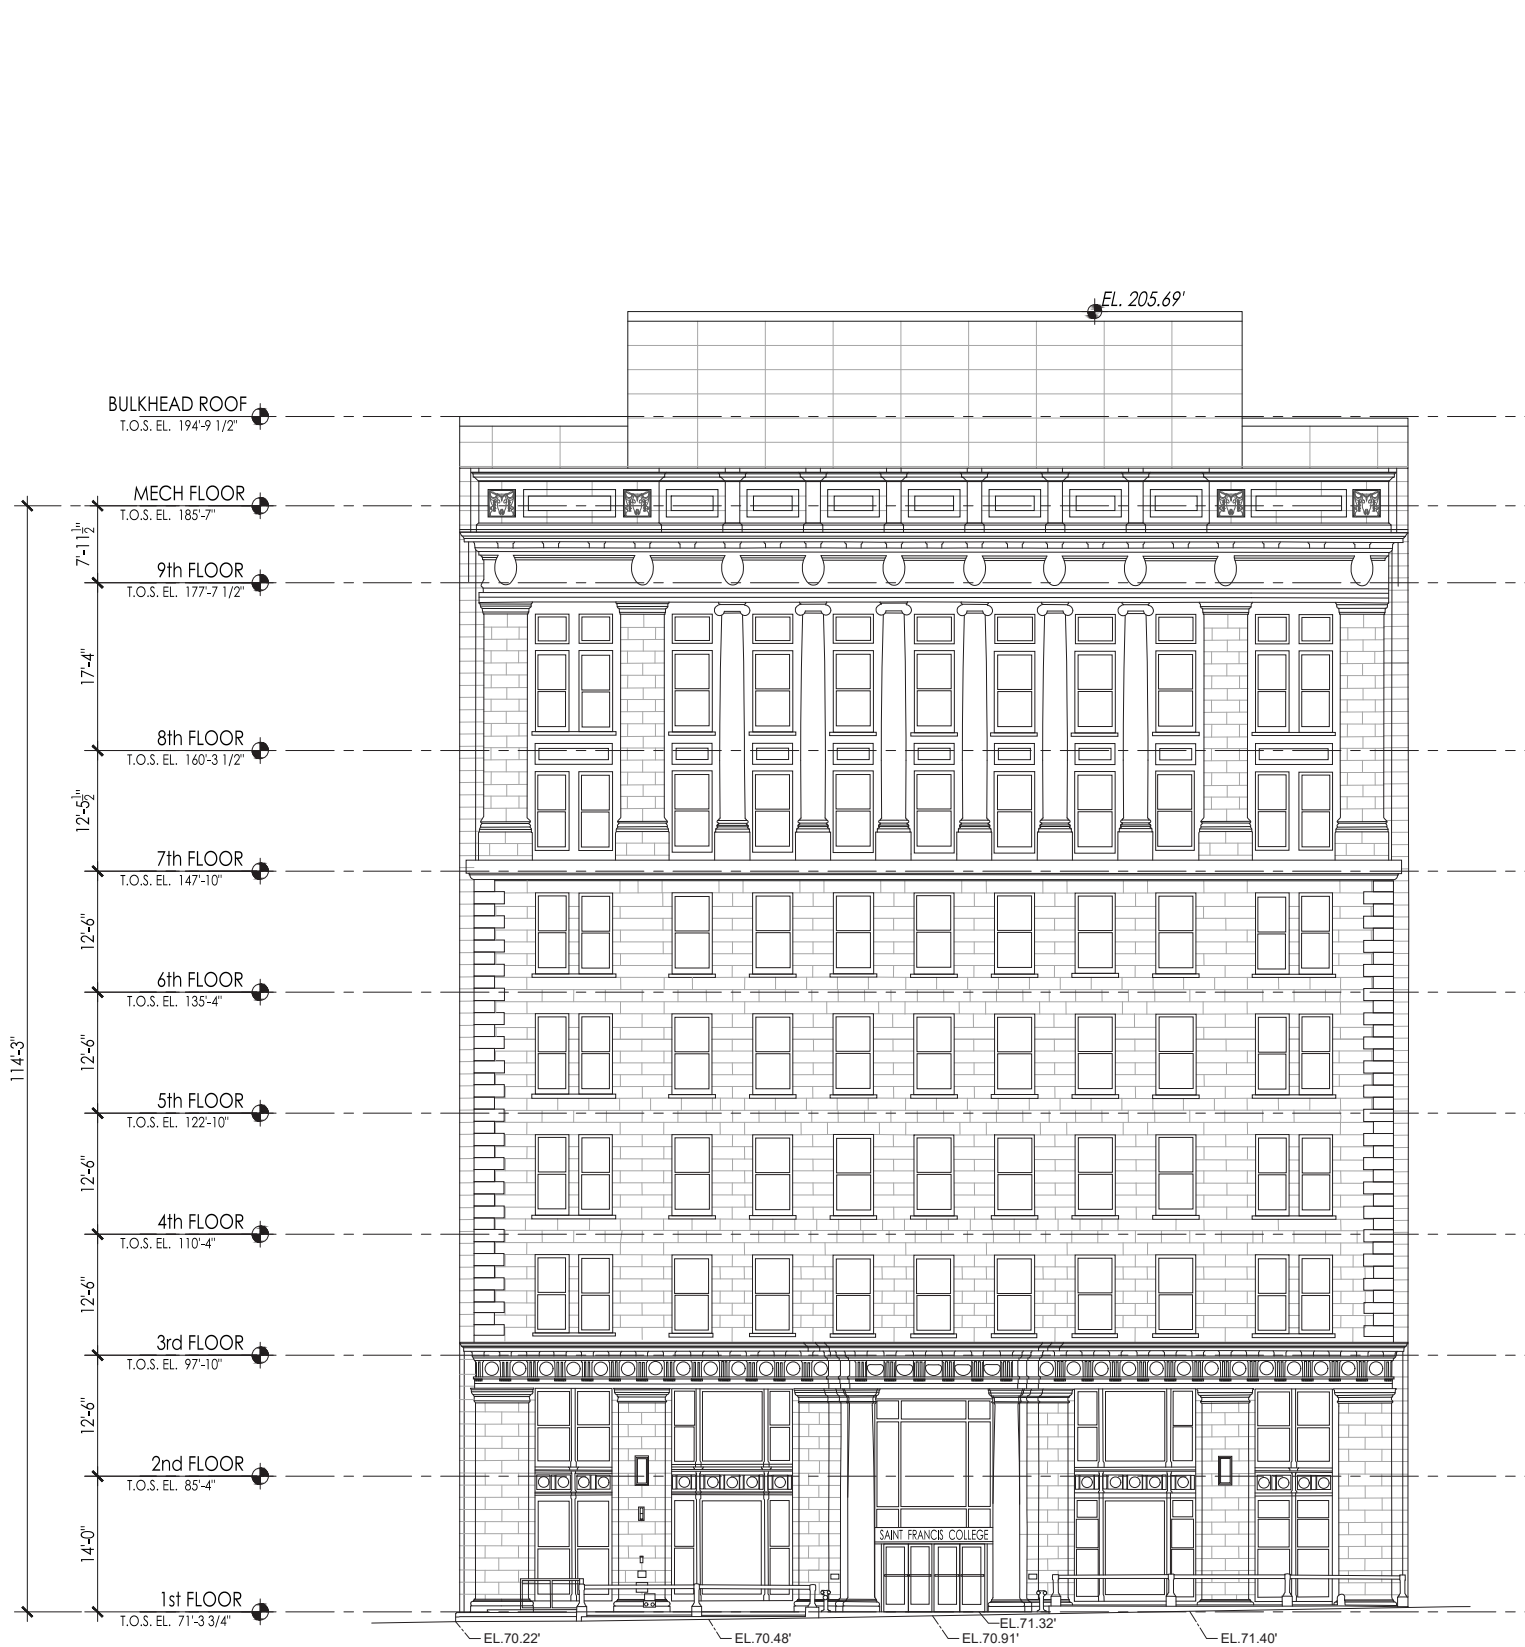 EL. 205.69'
BULKHEAD ROOF
T.O.S. EL. 194'-9 1/2"
MECH FLOOR
T.O.S. EL. 185'-7"
7'-11 1/2"
9th FLOOR
T.O.S. EL. 177'-7 1/2"
17'-4"
8th FLOOR
T.O.S. EL. 160'-3 1/2"
12'-5 1/2"
7th FLOOR
T.O.S. EL. 147'-10"
12'-6"
6th FLOOR
T.O.S. EL. 135'-4"
12'-6"
114'-3"
5th FLOOR
T.O.S. EL. 122'-10"
12'-6"
4th FLOOR
T.O.S. EL. 110'-4"
12'-6"
3rd FLOOR
T.O.S. EL. 97'-10"
12'-6"
2nd FLOOR
T.O.S. EL. 85'-4"
14'-0"
SAINT FRANCIS COLLEGE
1st FLOOR
T.O.S. EL. 71'-3 3/4"
EL.71.32'
EL.70.22'
EL.70.48'
EL.70.91'
EL.71.40'